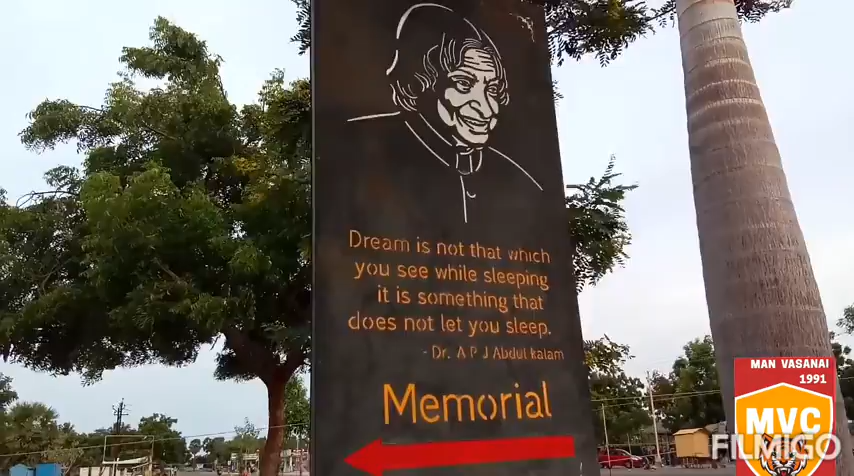 Dream is not that which
you see while sleeping
it is something that
does not let you sleep.
- Dr. A P J Abdul kalam
Memorial
MAN VASANAI
1991
MVC
FILMIGO